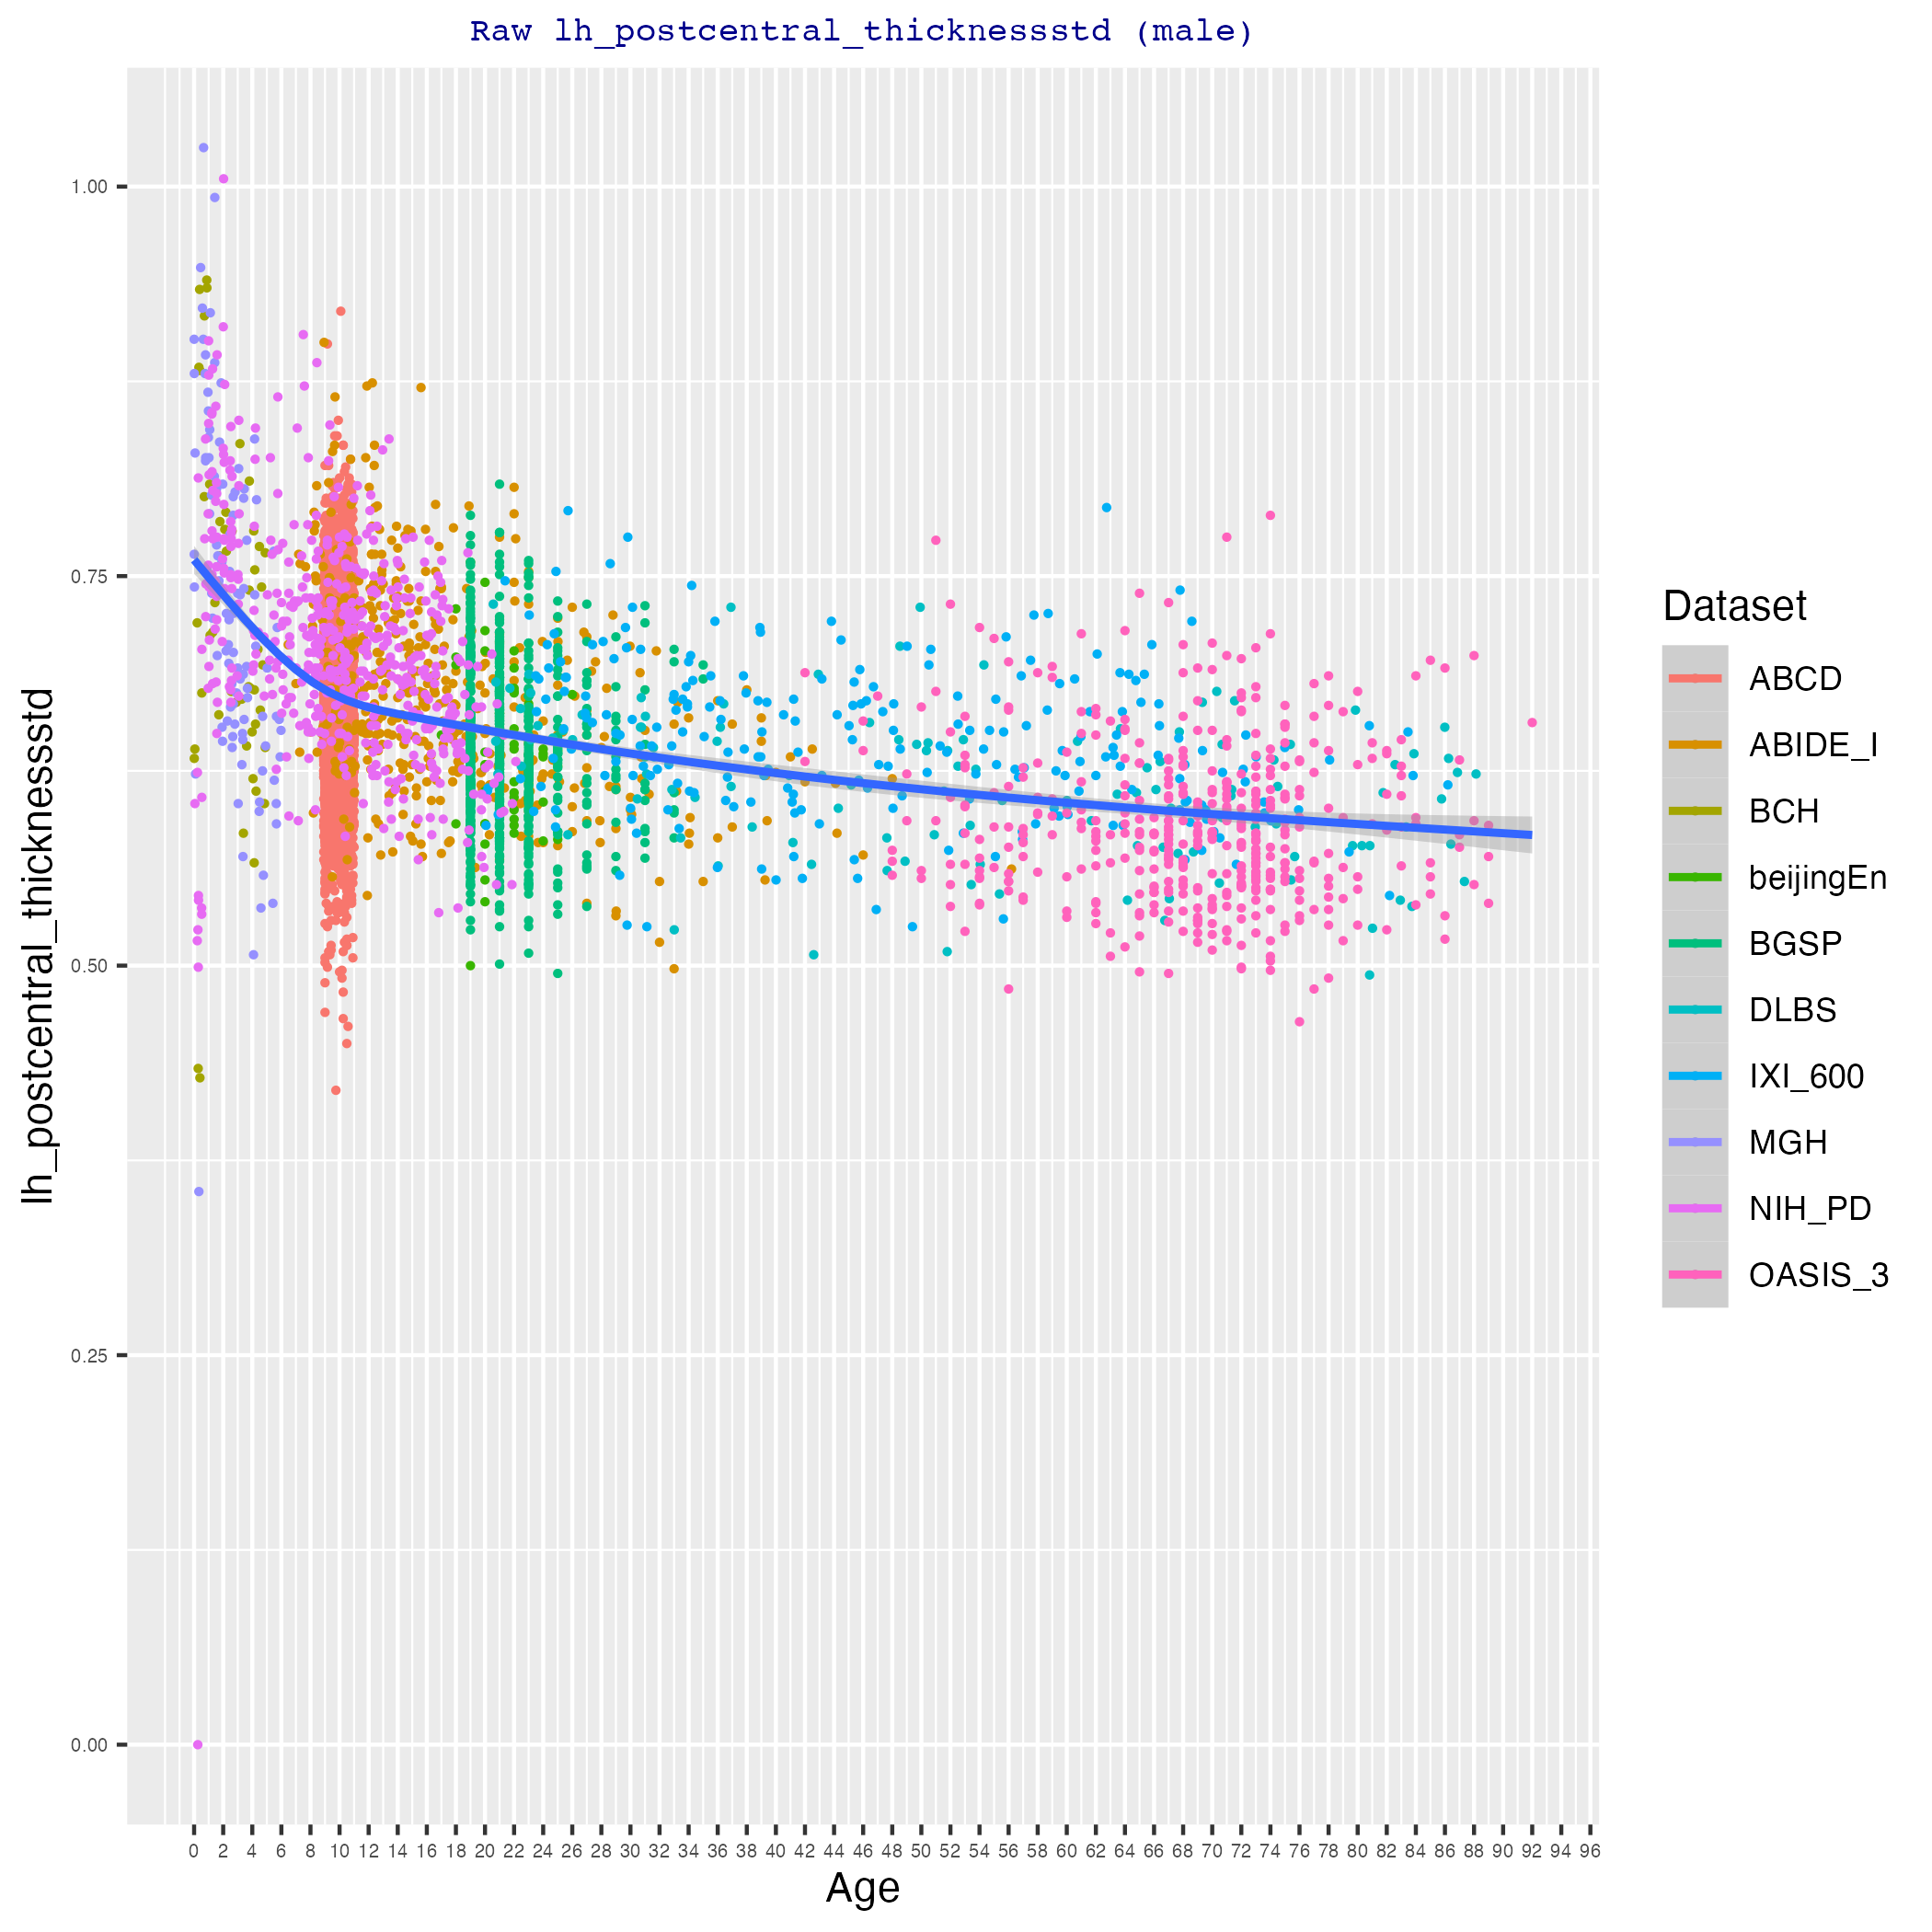 Raw lh_postcentral_thicknessstd (male)
lh_postcentral_thicknessstd
1.00
0.75
0.50
0.25
0.00
0 2 4 6 8 10 12 14 16 18 20 22 24 26 28 30 32 34 36 38 40 42 44 46 48 50 52 54 56 58 60 62 64 66 68 70 72 74 76 78 80 82 84 86 88 90 92 94 96
Age
Dataset
ABCD
ABIDE_I
BCH
beijingEn
BGSP
DLBS
IXI_600
MGH
NIH_PD
OASIS_3